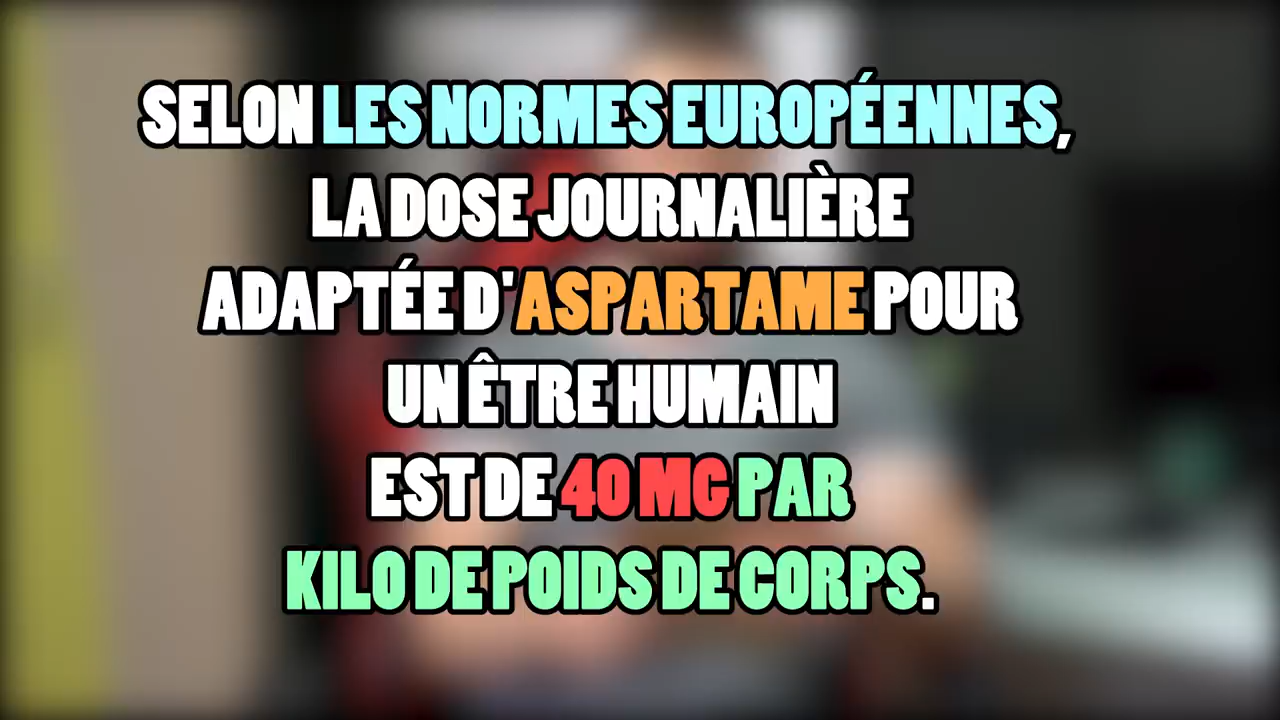 SELON LES NORMES EUROPÉENNES,
LA DOSE JOURNALIÈRE
ADAPTÉE D'ASPARTAME POUR
UN ÊTRE HUMAIN
EST DE 40 MG PAR
KILO DE POIDS DE CORPS.